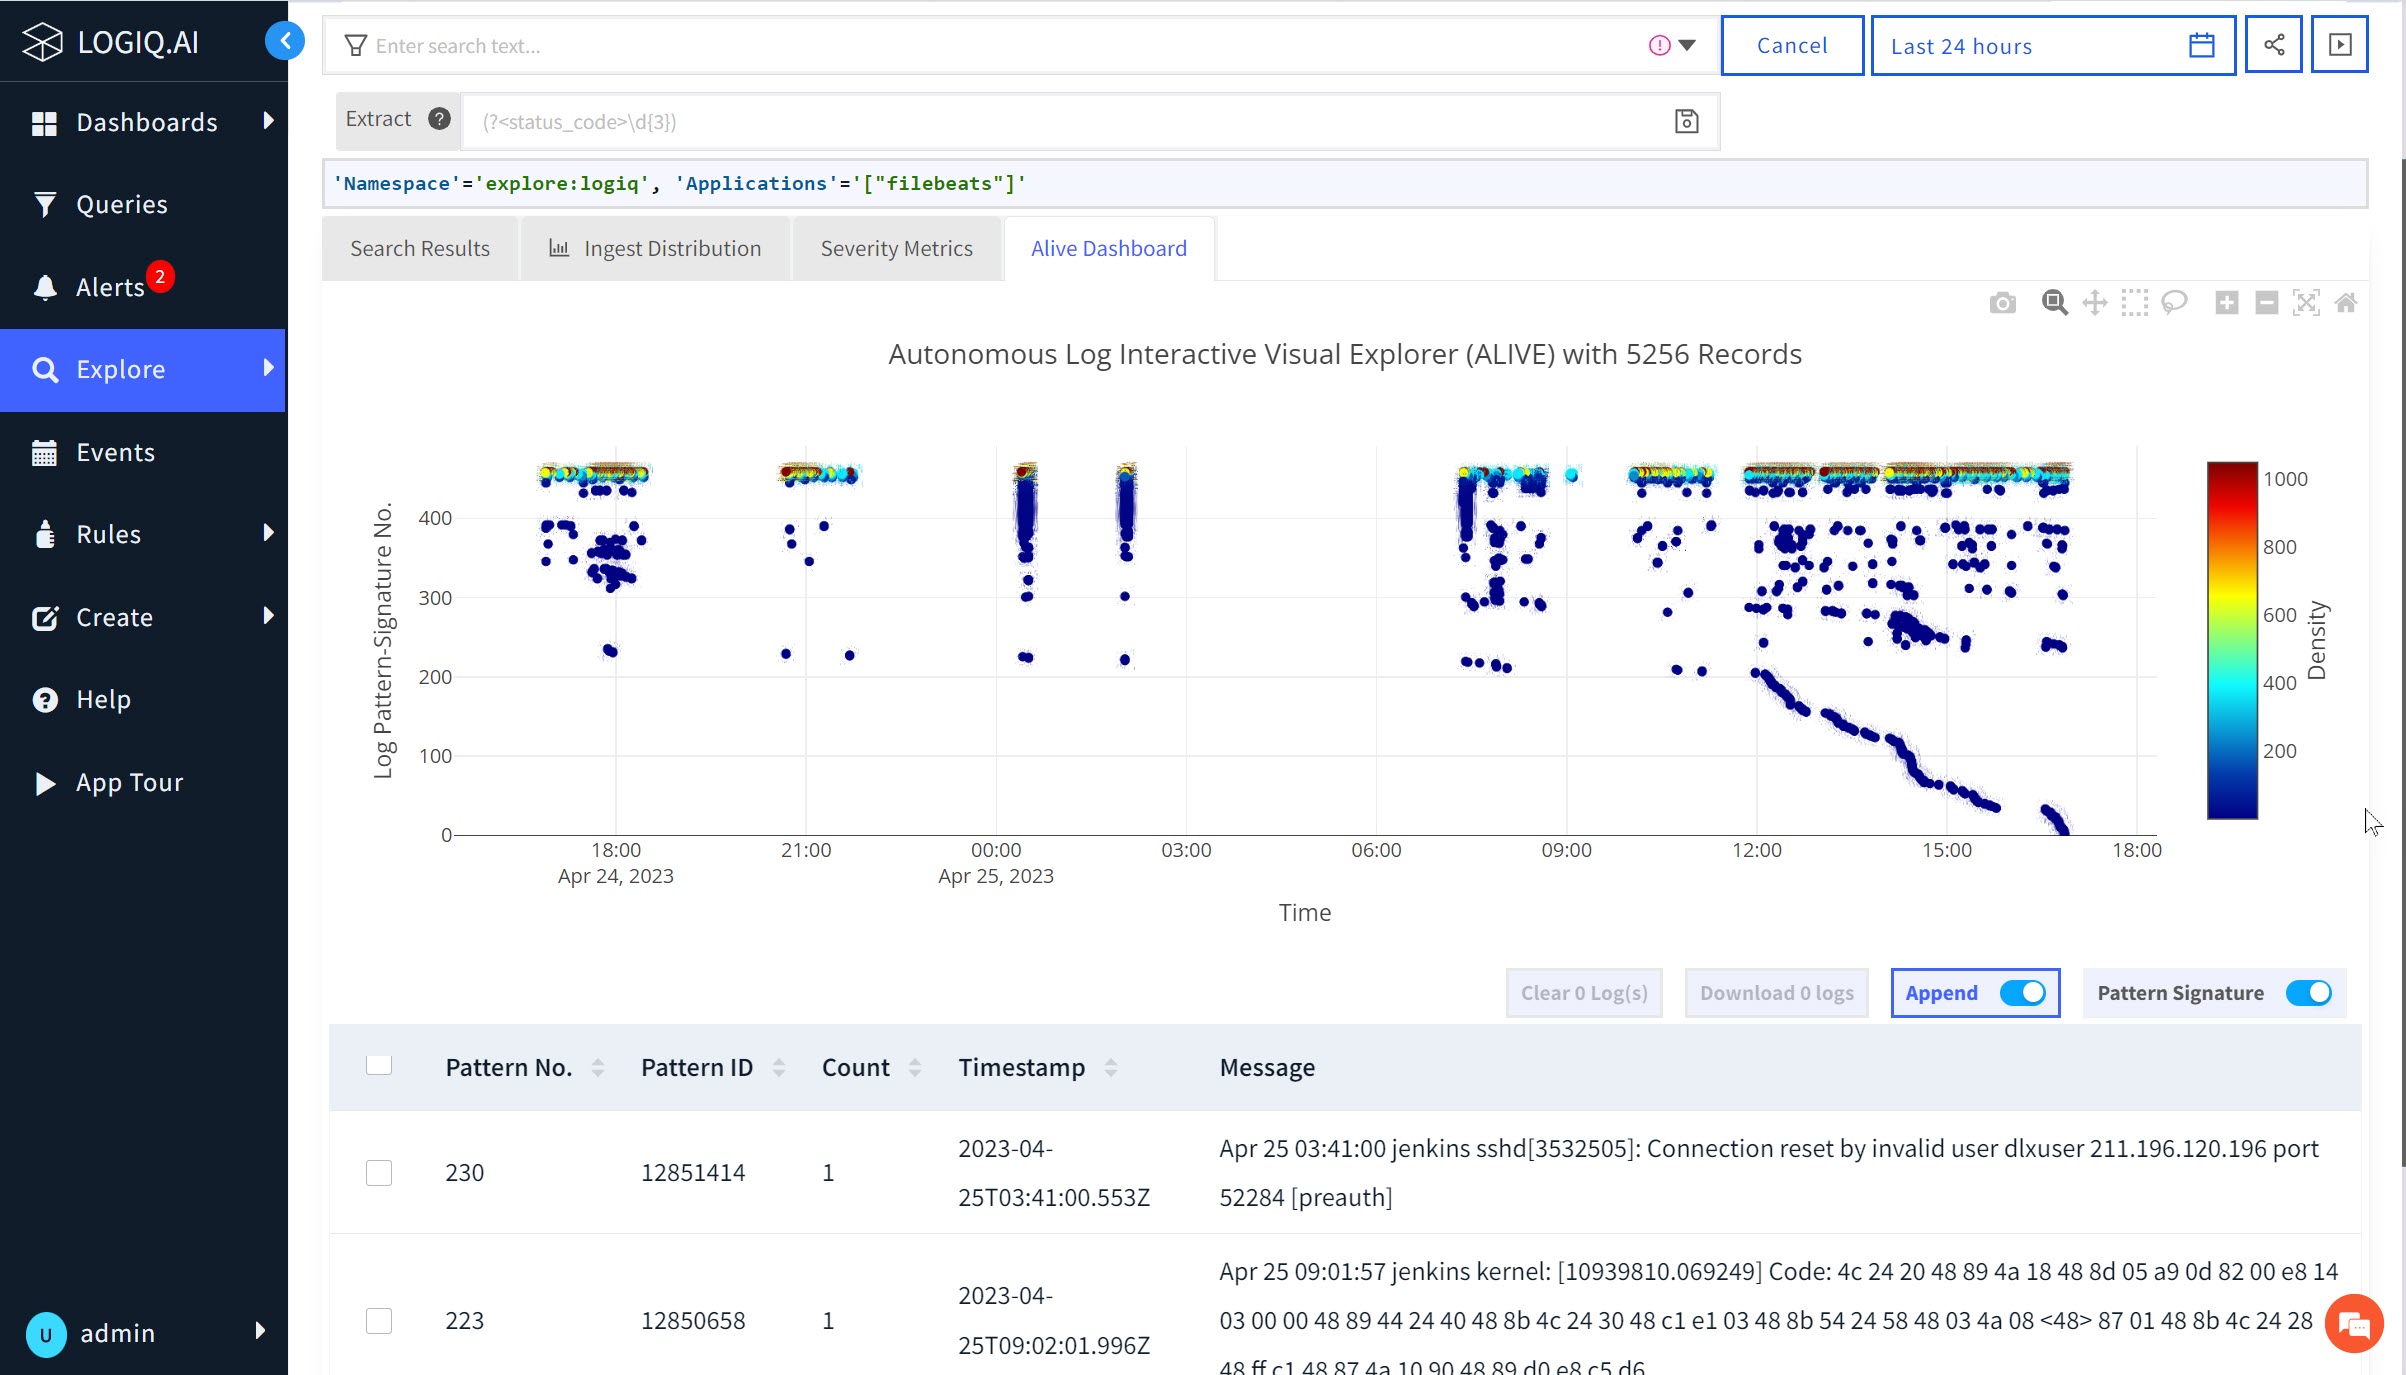 LOGIQ.AI
Dashboards
Queries
Alerts 2
Explore
Events
Rules
Create
Help
App Tour
U admin
Enter search text...
Cancel
Last 24 hours
Extract ? (?<status_code>\d{3})
'Namespace'='explore:logiq', 'Applications'='["filebeats"]'
Search Results Ingest Distribution Severity Metrics Alive Dashboard
Autonomous Log Interactive Visual Explorer (ALIVE) with 5256 Records
Log Pattern-Signature No.
400
300
200
100
0
18:00 21:00 00:00 03:00 06:00 09:00 12:00 15:00 18:00
Apr 24, 2023 Apr 25, 2023
Time
1000
800
600
400
200
Density
Clear 0 Log(s) Download 0 logs Append Pattern Signature
Pattern No. Pattern ID Count Timestamp Message
230 12851414 1
2023-04-
25T03:41:00.553Z
Apr 25 03:41:00 jenkins sshd[3532505]: Connection reset by invalid user dlxuser 211.196.120.196 port
52284 [preauth]
223 12850658 1
2023-04-
25T09:02:01.996Z
Apr 25 09:01:57 jenkins kernel: [10939810.069249] Code: 4c 24 20 48 89 4a 18 48 8d 05 a9 0d 82 00 e8 14
03 00 00 48 89 44 24 40 48 8b 4c 24 30 48 c1 e1 03 48 8b 54 24 58 48 03 4a 08 <48> 87 01 48 8b 4c 24 28
48 ff c1 48 87 4a 10 90 48 89 d0 e8 c5 d6